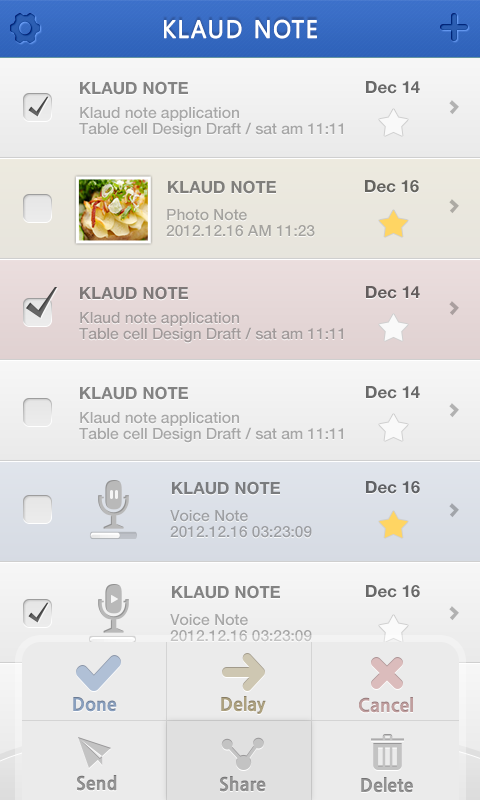 KLAUD NOTE
KLAUD NOTE
Dec 14
Klaud note application
Table cell Design Draft / sat am 11:11
KLAUD NOTE
Dec 16
Photo Note
2012.12.16 AM 11:23
KLAUD NOTE
Dec 14
Klaud note application
Table cell Design Draft / sat am 11:11
KLAUD NOTE
Dec 14
Klaud note application
Table cell Design Draft / sat am 11:11
KLAUD NOTE
Dec 16
Voice Note
2012.12.16 03:23:09
KLAUD NOTE
Dec 16
Voice Note
2012.12.16 03:23:09
Done
Delay
Cancel
Send
Share
Delete